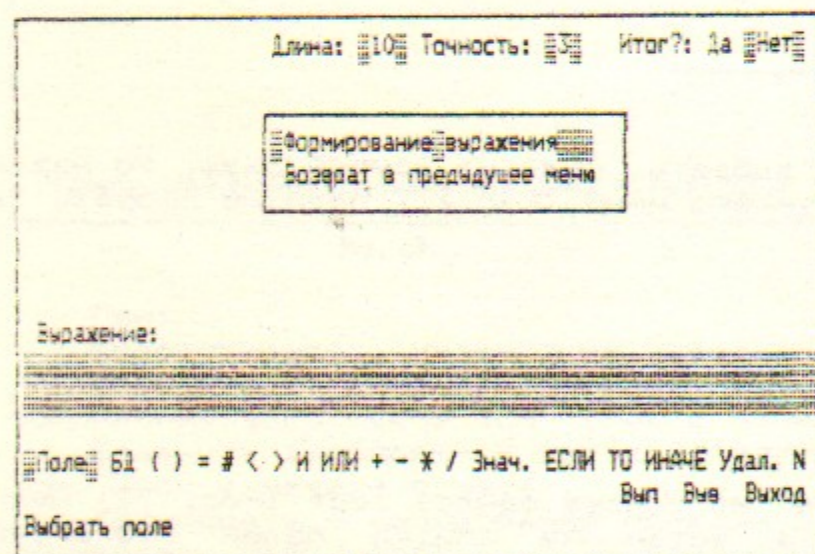 Длина: 10 Точность: 3 Итог?: Да Нет
Формирование выражения
Возврат в предыдущее меню
Выражение:
Поле Б1 ( ) = # < > И ИЛИ + - * / Знач. ЕСЛИ ТО ИНАЧЕ Удал. N
Вып Выв Выход
Выбрать поле